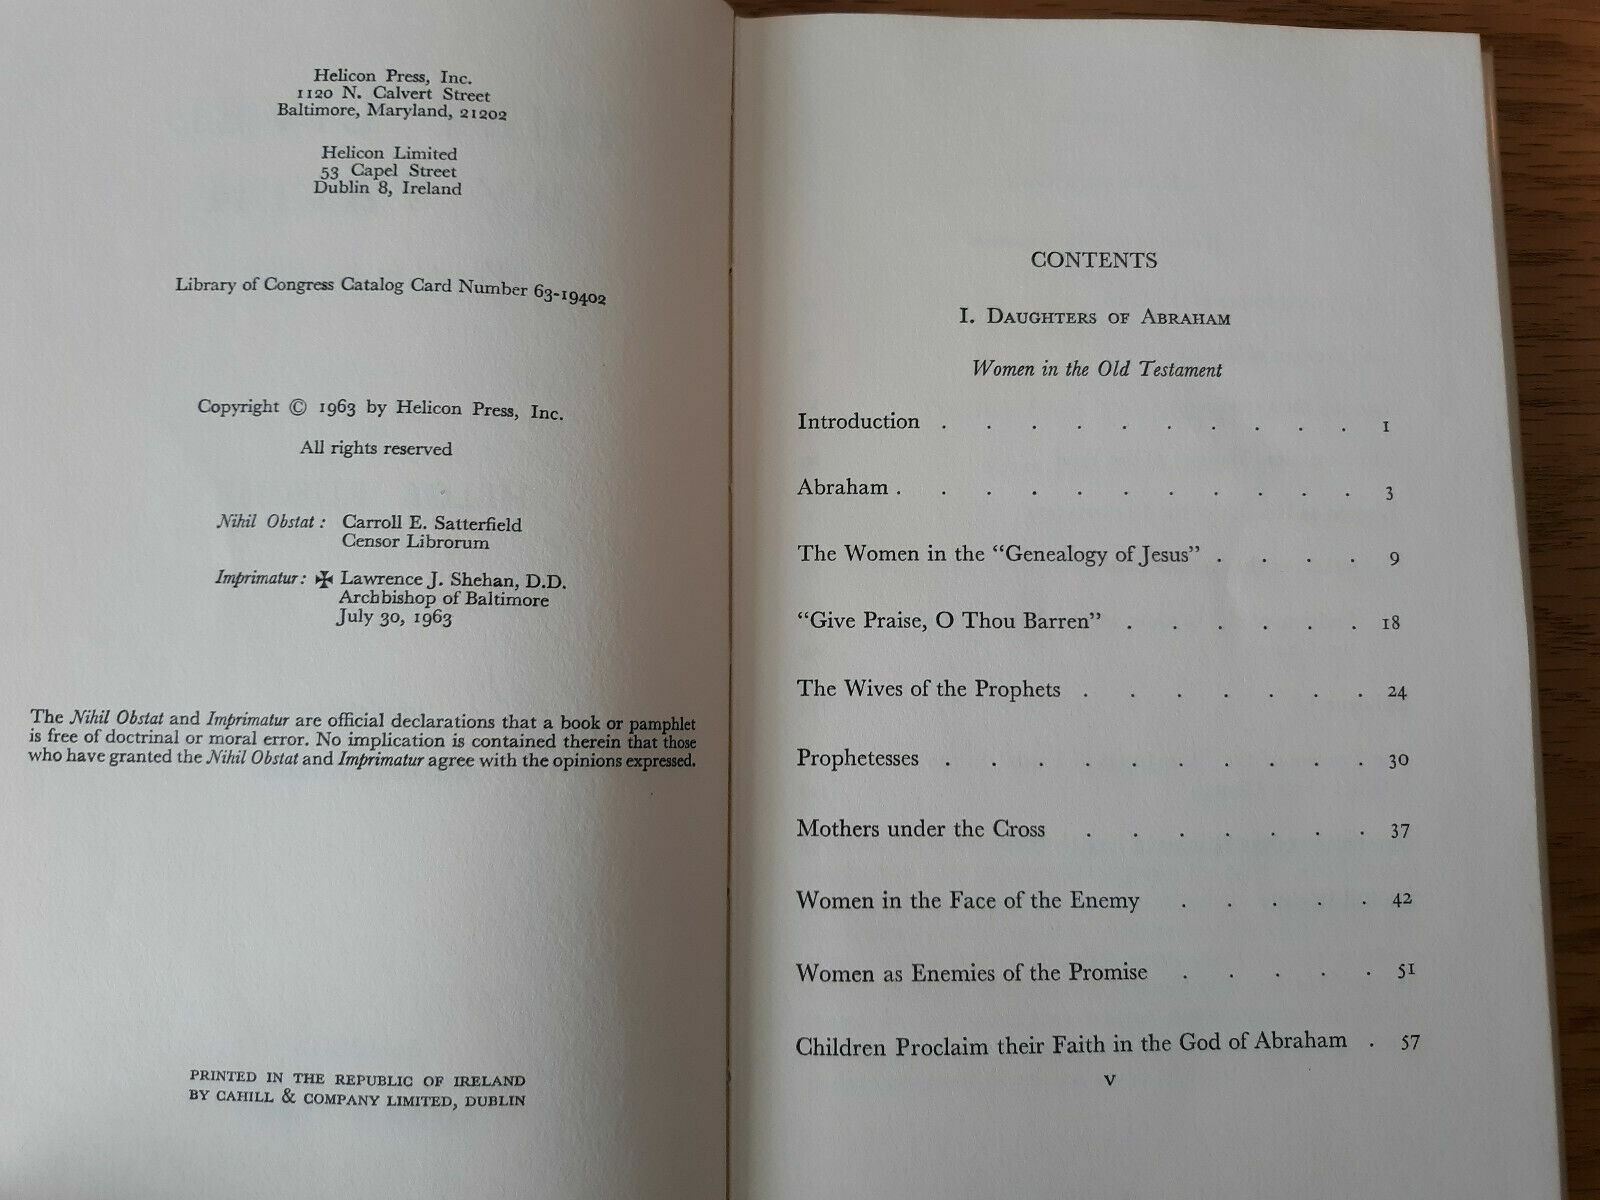 Helicon Press, Inc.
1120 N. Calvert Street
Baltimore, Maryland, 21202
Helicon Limited
53 Capel Street
Dublin 8, Ireland
Library of Congress Catalog Card Number 63-19402
Copyright © 1963 by Helicon Press, Inc.
All rights reserved
Nihil Obstat: Carroll E. Satterfield
Censor Librorum
Imprimatur: ✠ Lawrence J. Shehan, D.D.
Archbishop of Baltimore
July 30, 1963
The Nihil Obstat and Imprimatur are official declarations that a book or pamphlet
is free of doctrinal or moral error. No implication is contained therein that those
who have granted the Nihil Obstat and Imprimatur agree with the opinions expressed.
PRINTED IN THE REPUBLIC OF IRELAND
BY CAHILL & COMPANY LIMITED, DUBLIN
CONTENTS
I. DAUGHTERS OF ABRAHAM
Women in the Old Testament
Introduction . . . . . . . . . . 1
Abraham . . . . . . . . . . . 3
The Women in the "Genealogy of Jesus" . . . . 9
"Give Praise, O Thou Barren" . . . . . . 18
The Wives of the Prophets . . . . . . . 24
Prophetesses . . . . . . . . . . 30
Mothers under the Cross . . . . . . . 37
Women in the Face of the Enemy . . . . . 42
Women as Enemies of the Promise . . . . . 51
Children Proclaim their Faith in the God of Abraham . 57
v